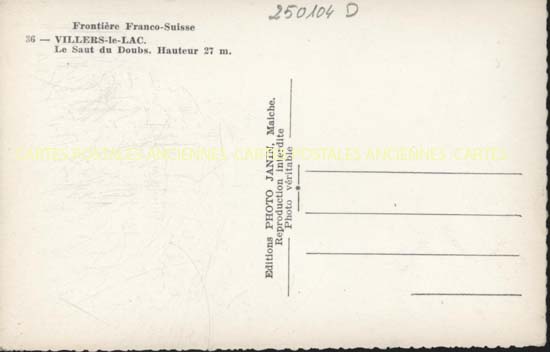 250104 D
Frontière Franco-Suisse
36 — VILLERS-le-LAC.
Le Saut du Doubs. Hauteur 27 m.
CARTES POSTALES ANCIENNES CARTES POSTALES ANCIENNES CARTES
Editions PHOTO JANIN. Maiche.
Reproduction interdite
Photo véritable